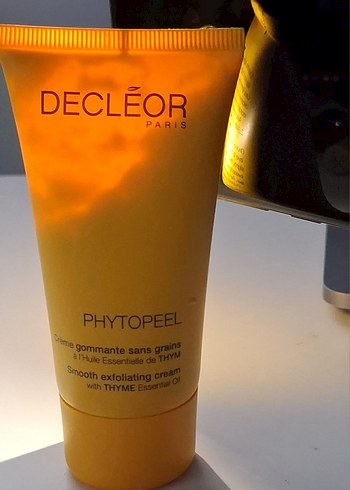 DECLÉOR
PARIS
PHYTOPEEL
Crème gommante sans grains
à l'Huile Essentielle de THYM
Smooth exfoliating cream
with THYME Essential Oil